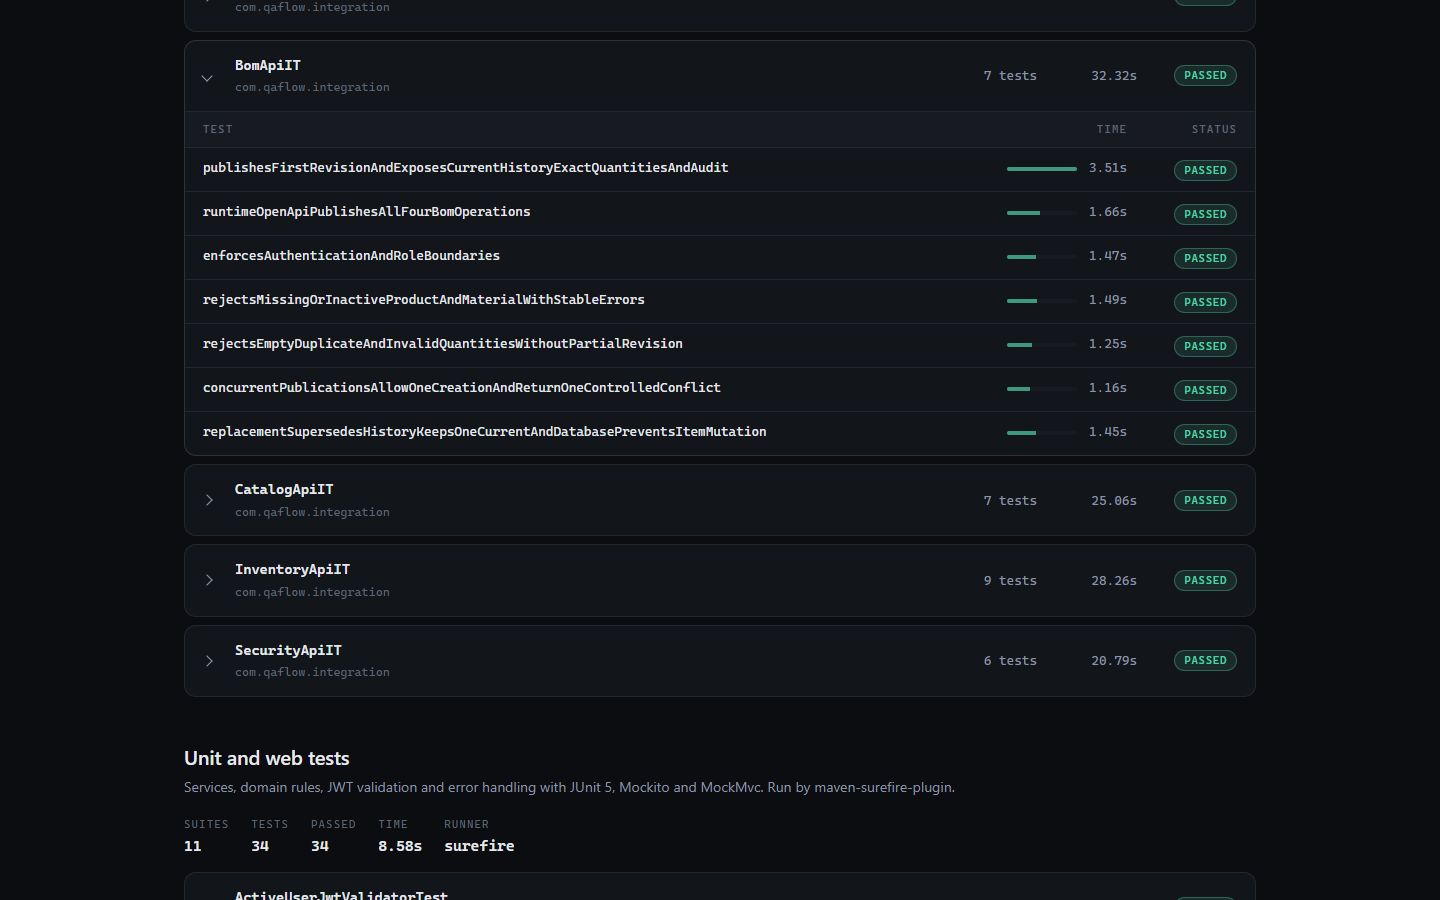 com.qaflow.integration
BomApiIT
com.qaflow.integration
7 tests
32.32s
PASSED
TEST TIME STATUS
publishesFirstRevisionAndExposesCurrentHistoryExactQuantitiesAndAudit 3.51s PASSED
runtimeOpenApiPublishesAllFourBomOperations 1.66s PASSED
enforcesAuthenticationAndRoleBoundaries 1.47s PASSED
rejectsMissingOrInactiveProductAndMaterialWithStableErrors 1.49s PASSED
rejectsEmptyDuplicateAndInvalidQuantitiesWithoutPartialRevision 1.25s PASSED
concurrentPublicationsAllowOneCreationAndReturnOneControlledConflict 1.16s PASSED
replacementSupersedesHistoryKeepsOneCurrentAndDatabasePreventsItemMutation 1.45s PASSED
CatalogApiIT
com.qaflow.integration
7 tests
25.06s
PASSED
InventoryApiIT
com.qaflow.integration
9 tests
28.26s
PASSED
SecurityApiIT
com.qaflow.integration
6 tests
20.79s
PASSED
Unit and web tests
Services, domain rules, JWT validation and error handling with JUnit 5, Mockito and MockMvc. Run by maven-surefire-plugin.
SUITES TESTS PASSED TIME RUNNER
11 34 34 8.58s surefire
ActiveUserJwtValidatorTest